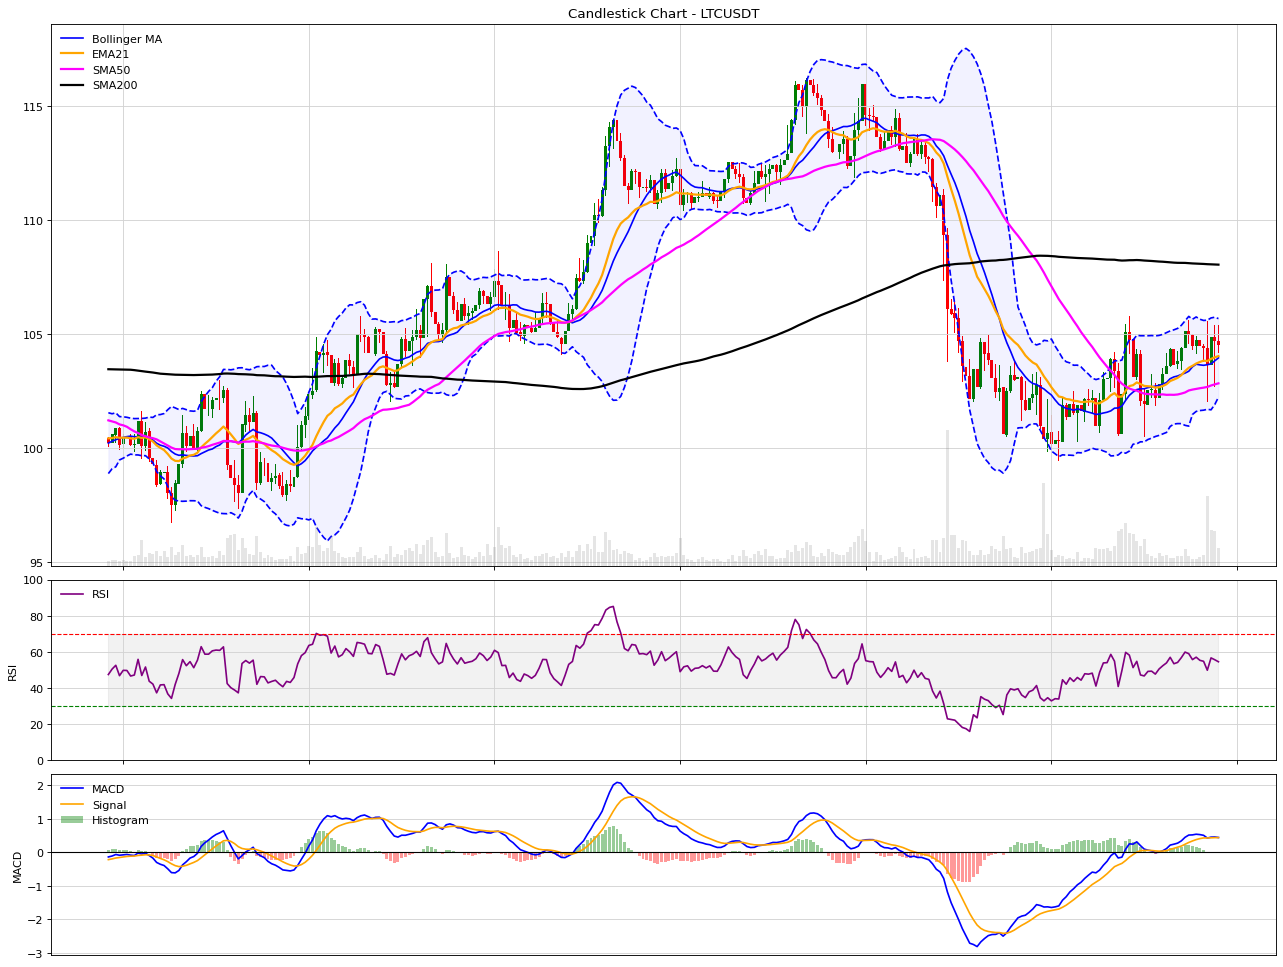 Candlestick Chart - LTCUSDT
Bollinger MA
EMA21
SMA50
SMA200
115
110
105
100
95
100
80
60
40
20
0
RSI
RSI
2
1
0
−1
−2
−3
MACD
MACD
Signal
Histogram